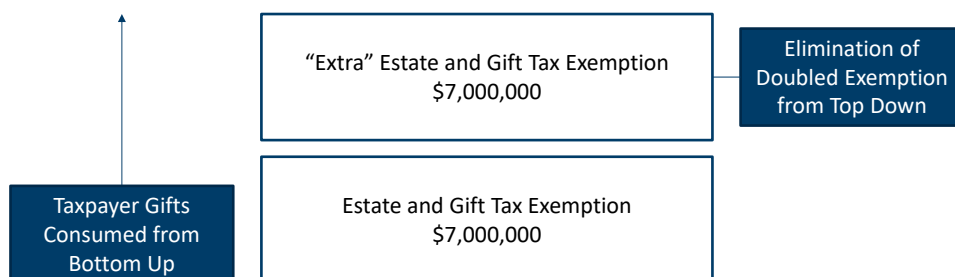 “Extra” Estate and Gift Tax Exemption
$7,000,000
Elimination of
Doubled Exemption
from Top Down
Taxpayer Gifts
Consumed from
Bottom Up
Estate and Gift Tax Exemption
$7,000,000